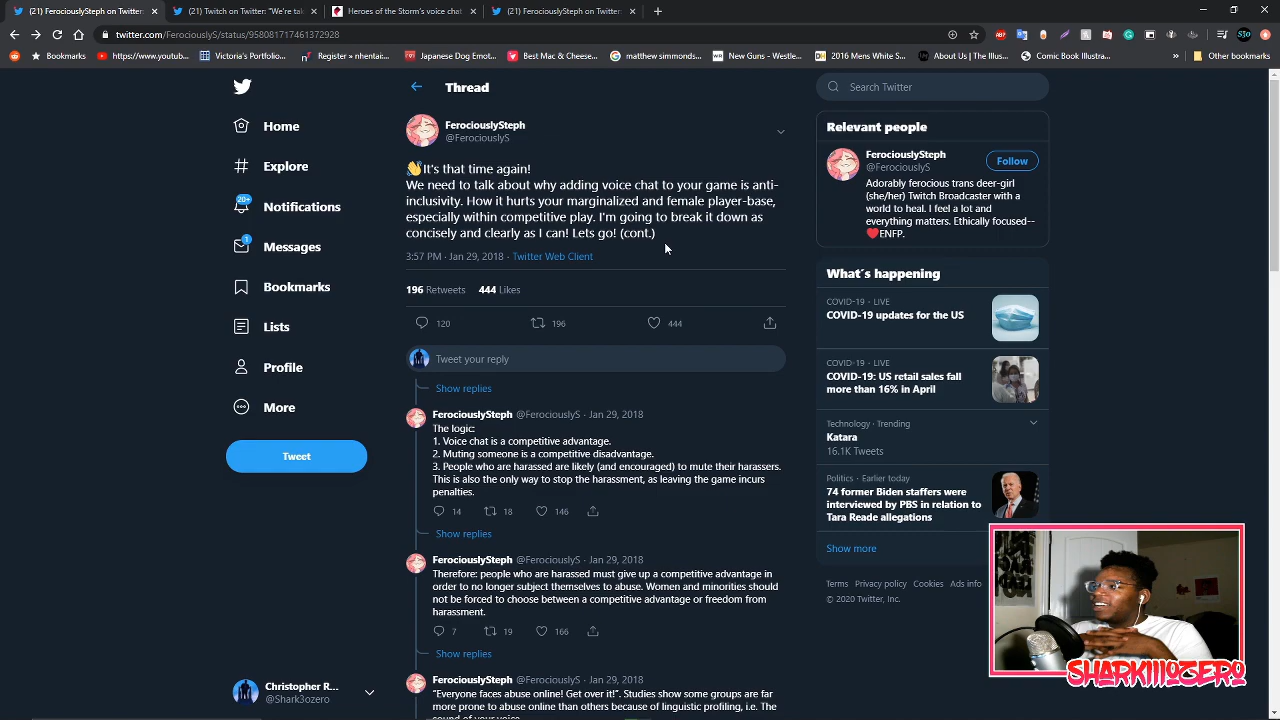 (21) FerociouslySteph on Twitter:
(21) Twitch on Twitter: "We're tak
Heroes of the Storm's voice chat
(21) FerociouslySteph on Twitter:
twitter.com/FerociouslyS/status/958081717461372928
https://www.youtub...
Victoria's Portfolio...
Register » nhentai...
Japanese Dog Emot...
Best Mac & Cheese...
matthew simmonds...
New Guns - Westle...
2016 Mens White S...
About Us | The Illus...
Comic Book Illustrat...
»
Other bookmarks
Home
Explore
20+
Notifications
1
Messages
Bookmarks
Lists
Profile
More
Tweet
Christopher R...
@Shark3ozero
Thread
FerociouslySteph
@FerociouslyS
👋It's that time again!
We need to talk about why adding voice chat to your game is anti-
inclusivity. How it hurts your marginalized and female player-base,
especially within competitive play. I'm going to break it down as
concisely and clearly as I can! Lets go! (cont.)
3:57 PM · Jan 29, 2018 · Twitter Web Client
196 Retweets 444 Likes
120 196 444
Tweet your reply
Show replies
FerociouslySteph @FerociouslyS · Jan 29, 2018
The logic:
1. Voice chat is a competitive advantage.
2. Muting someone is a competitive disadvantage.
3. People who are harassed are likely (and encouraged) to mute their harassers.
This is also the only way to stop the harassment, as leaving the game incurs
penalties.
14 18 146
Show replies
FerociouslySteph @FerociouslyS · Jan 29, 2018
Therefore: people who are harassed must give up a competitive advantage in
order to no longer subject themselves to abuse. Women and minorities should
not be forced to choose between a competitive advantage or freedom from
harassment.
7 19 166
Show replies
FerociouslySteph @FerociouslyS · Jan 29, 2018
"Everyone faces abuse online! Get over it!". Studies show some groups are far
more prone to abuse online than others because of linguistic profiling, i.e. The
sound of your voice
Search Twitter
Relevant people
FerociouslySteph
@FerociouslyS
Follow
Adorably ferocious trans deer-girl
(she/her) Twitch Broadcaster with a
world to heal. I feel a lot and
everything matters. Ethically focused--
❤️ENFP.
What's happening
COVID-19 · LIVE
COVID-19 updates for the US
COVID-19 · LIVE
COVID-19: US retail sales fall
more than 16% in April
Technology · Trending
Katara
16.1K Tweets
Politics · Earlier today
74 former Biden staffers were
interviewed by PBS in relation to
Tara Reade allegations
Show more
Terms Privacy policy Cookies Ads info
© 2020 Twitter, Inc.
SHARKIIIOZERO